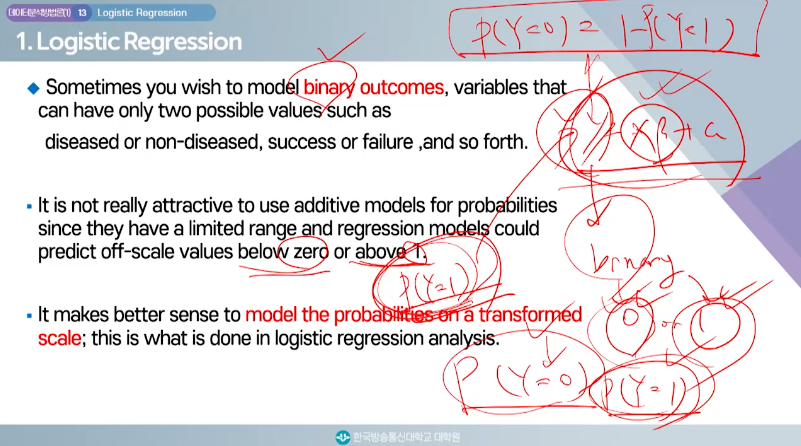 데이터분석방법론(1) 13 Logistic Regression
P(Y=0) = 1-P(Y=1)
1. Logistic Regression
◆ Sometimes you wish to model binary outcomes, variables that
can have only two possible values such as
diseased or non-diseased, success or failure ,and so forth.
Xβ + a
▪ It is not really attractive to use additive models for probabilities
since they have a limited range and regression models could
predict off-scale values below zero or above 1.
binary
P(Y=1)
▪ It makes better sense to model the probabilities on a transformed
scale; this is what is done in logistic regression analysis.
0 or 1
P(Y=0) P(Y=1)
한국방송통신대학교 대학원